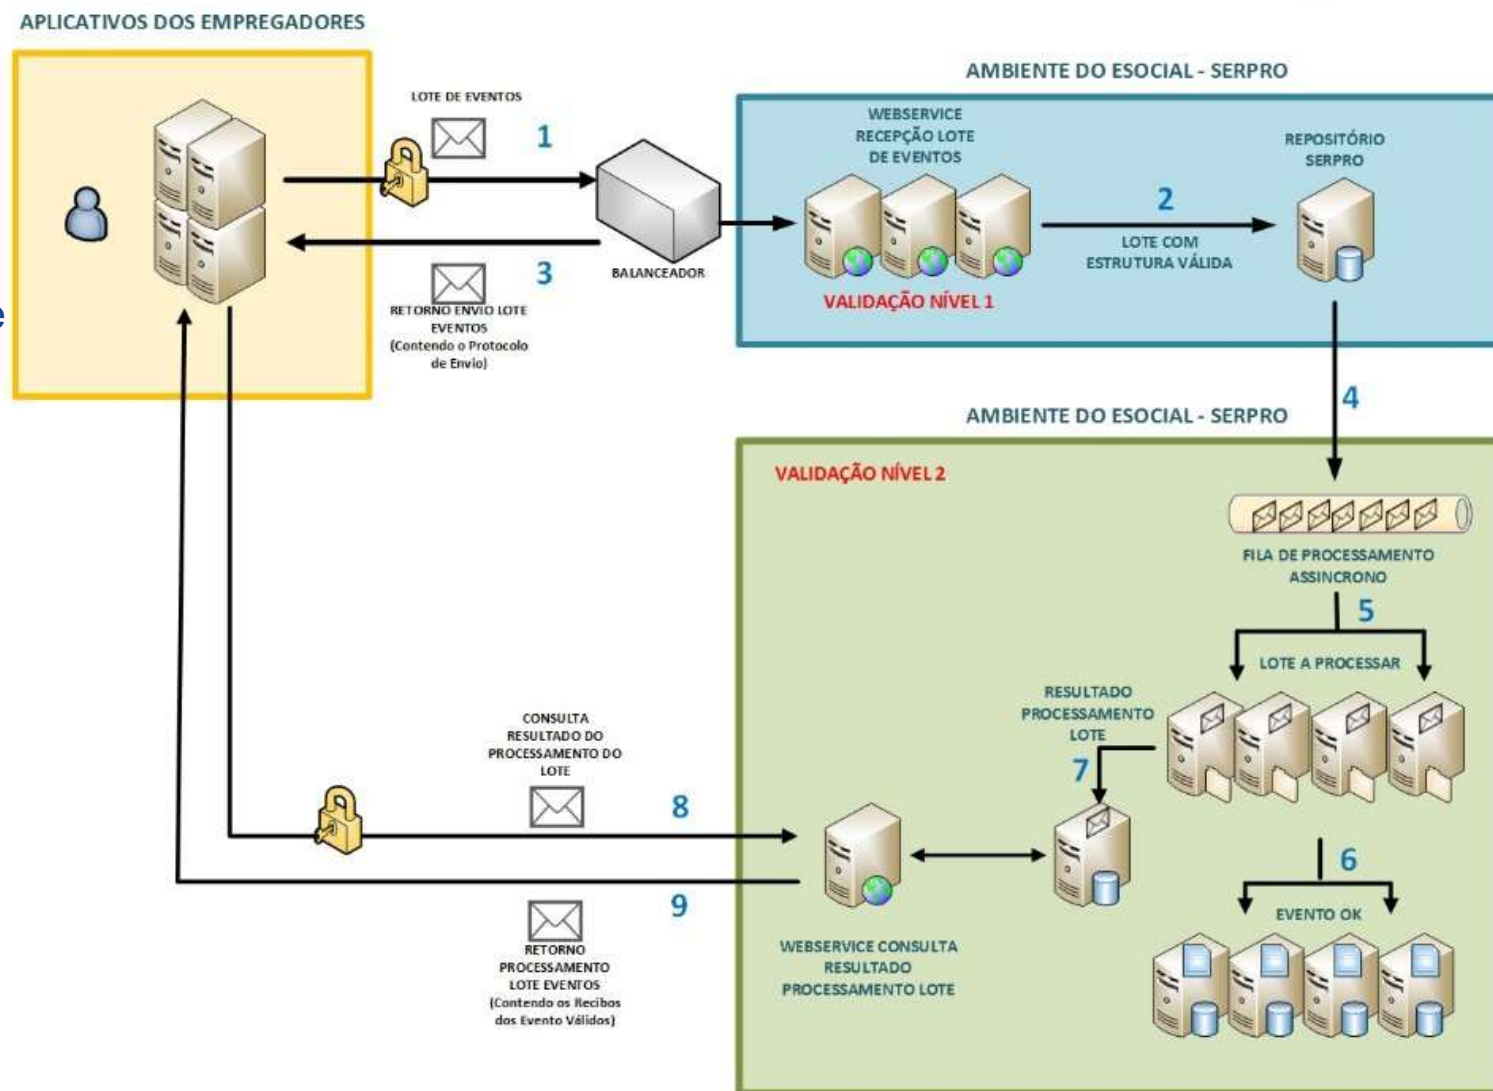 APLICATIVOS DOS EMPREGADORES
LOTE DE EVENTOS
1
BALANCEADOR
3
RETORNO ENVIO LOTE
EVENTOS
(Contendo o Protocolo
de Envio)
e
AMBIENTE DO ESOCIAL - SERPRO
WEBSERVICE
RECEPÇÃO LOTE
DE EVENTOS
VALIDAÇÃO NÍVEL 1
2
LOTE COM
ESTRUTURA VÁLIDA
REPOSITÓRIO
SERPRO
4
AMBIENTE DO ESOCIAL - SERPRO
VALIDAÇÃO NÍVEL 2
FILA DE PROCESSAMENTO
ASSINCRONO
5
LOTE A PROCESSAR
RESULTADO
PROCESSAMENTO
LOTE
7
6
EVENTO OK
CONSULTA
RESULTADO DO
PROCESSAMENTO DO
LOTE
8
9
RETORNO
PROCESSAMENTO
LOTE EVENTOS
(Contendo os Recibos
dos Evento Válidos)
WEBSERVICE CONSULTA
RESULTADO
PROCESSAMENTO LOTE